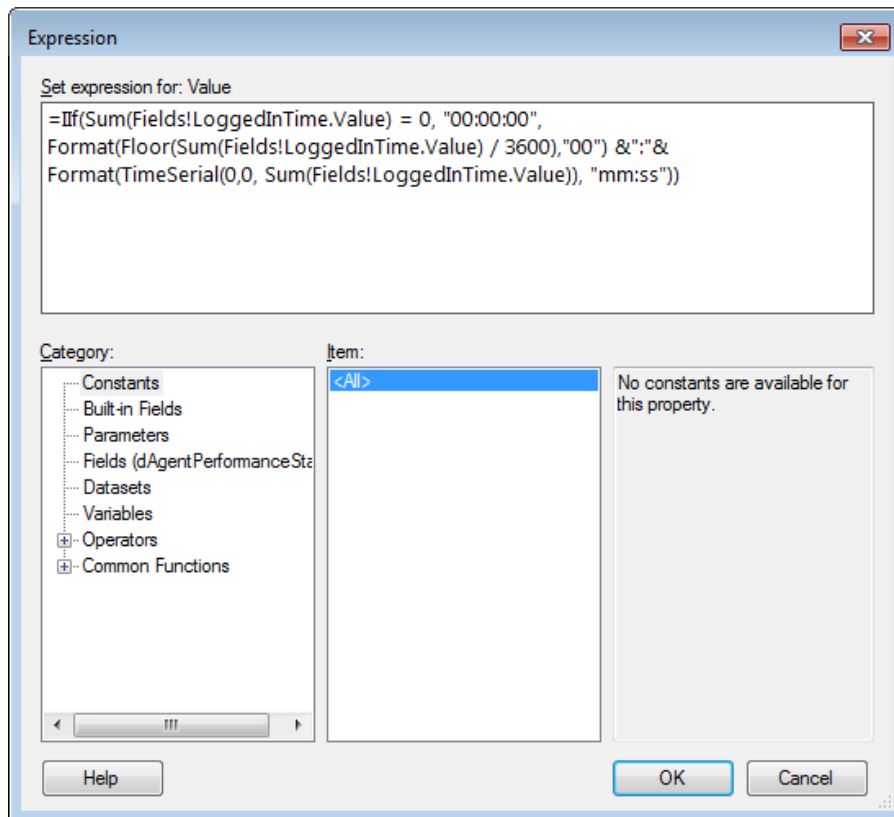 Expression
Set expression for: Value
=IIf(Sum(Fields!LoggedInTime.Value) = 0, "00:00:00",
Format(Floor(Sum(Fields!LoggedInTime.Value) / 3600),"00") &":"&
Format(TimeSerial(0,0, Sum(Fields!LoggedInTime.Value)), "mm:ss"))
Category:
Item:
Constants
Built-in Fields
Parameters
Fields (dAgentPerformanceSta
Datasets
Variables
Operators
Common Functions
<All>
No constants are available for
this property.
Help
OK
Cancel